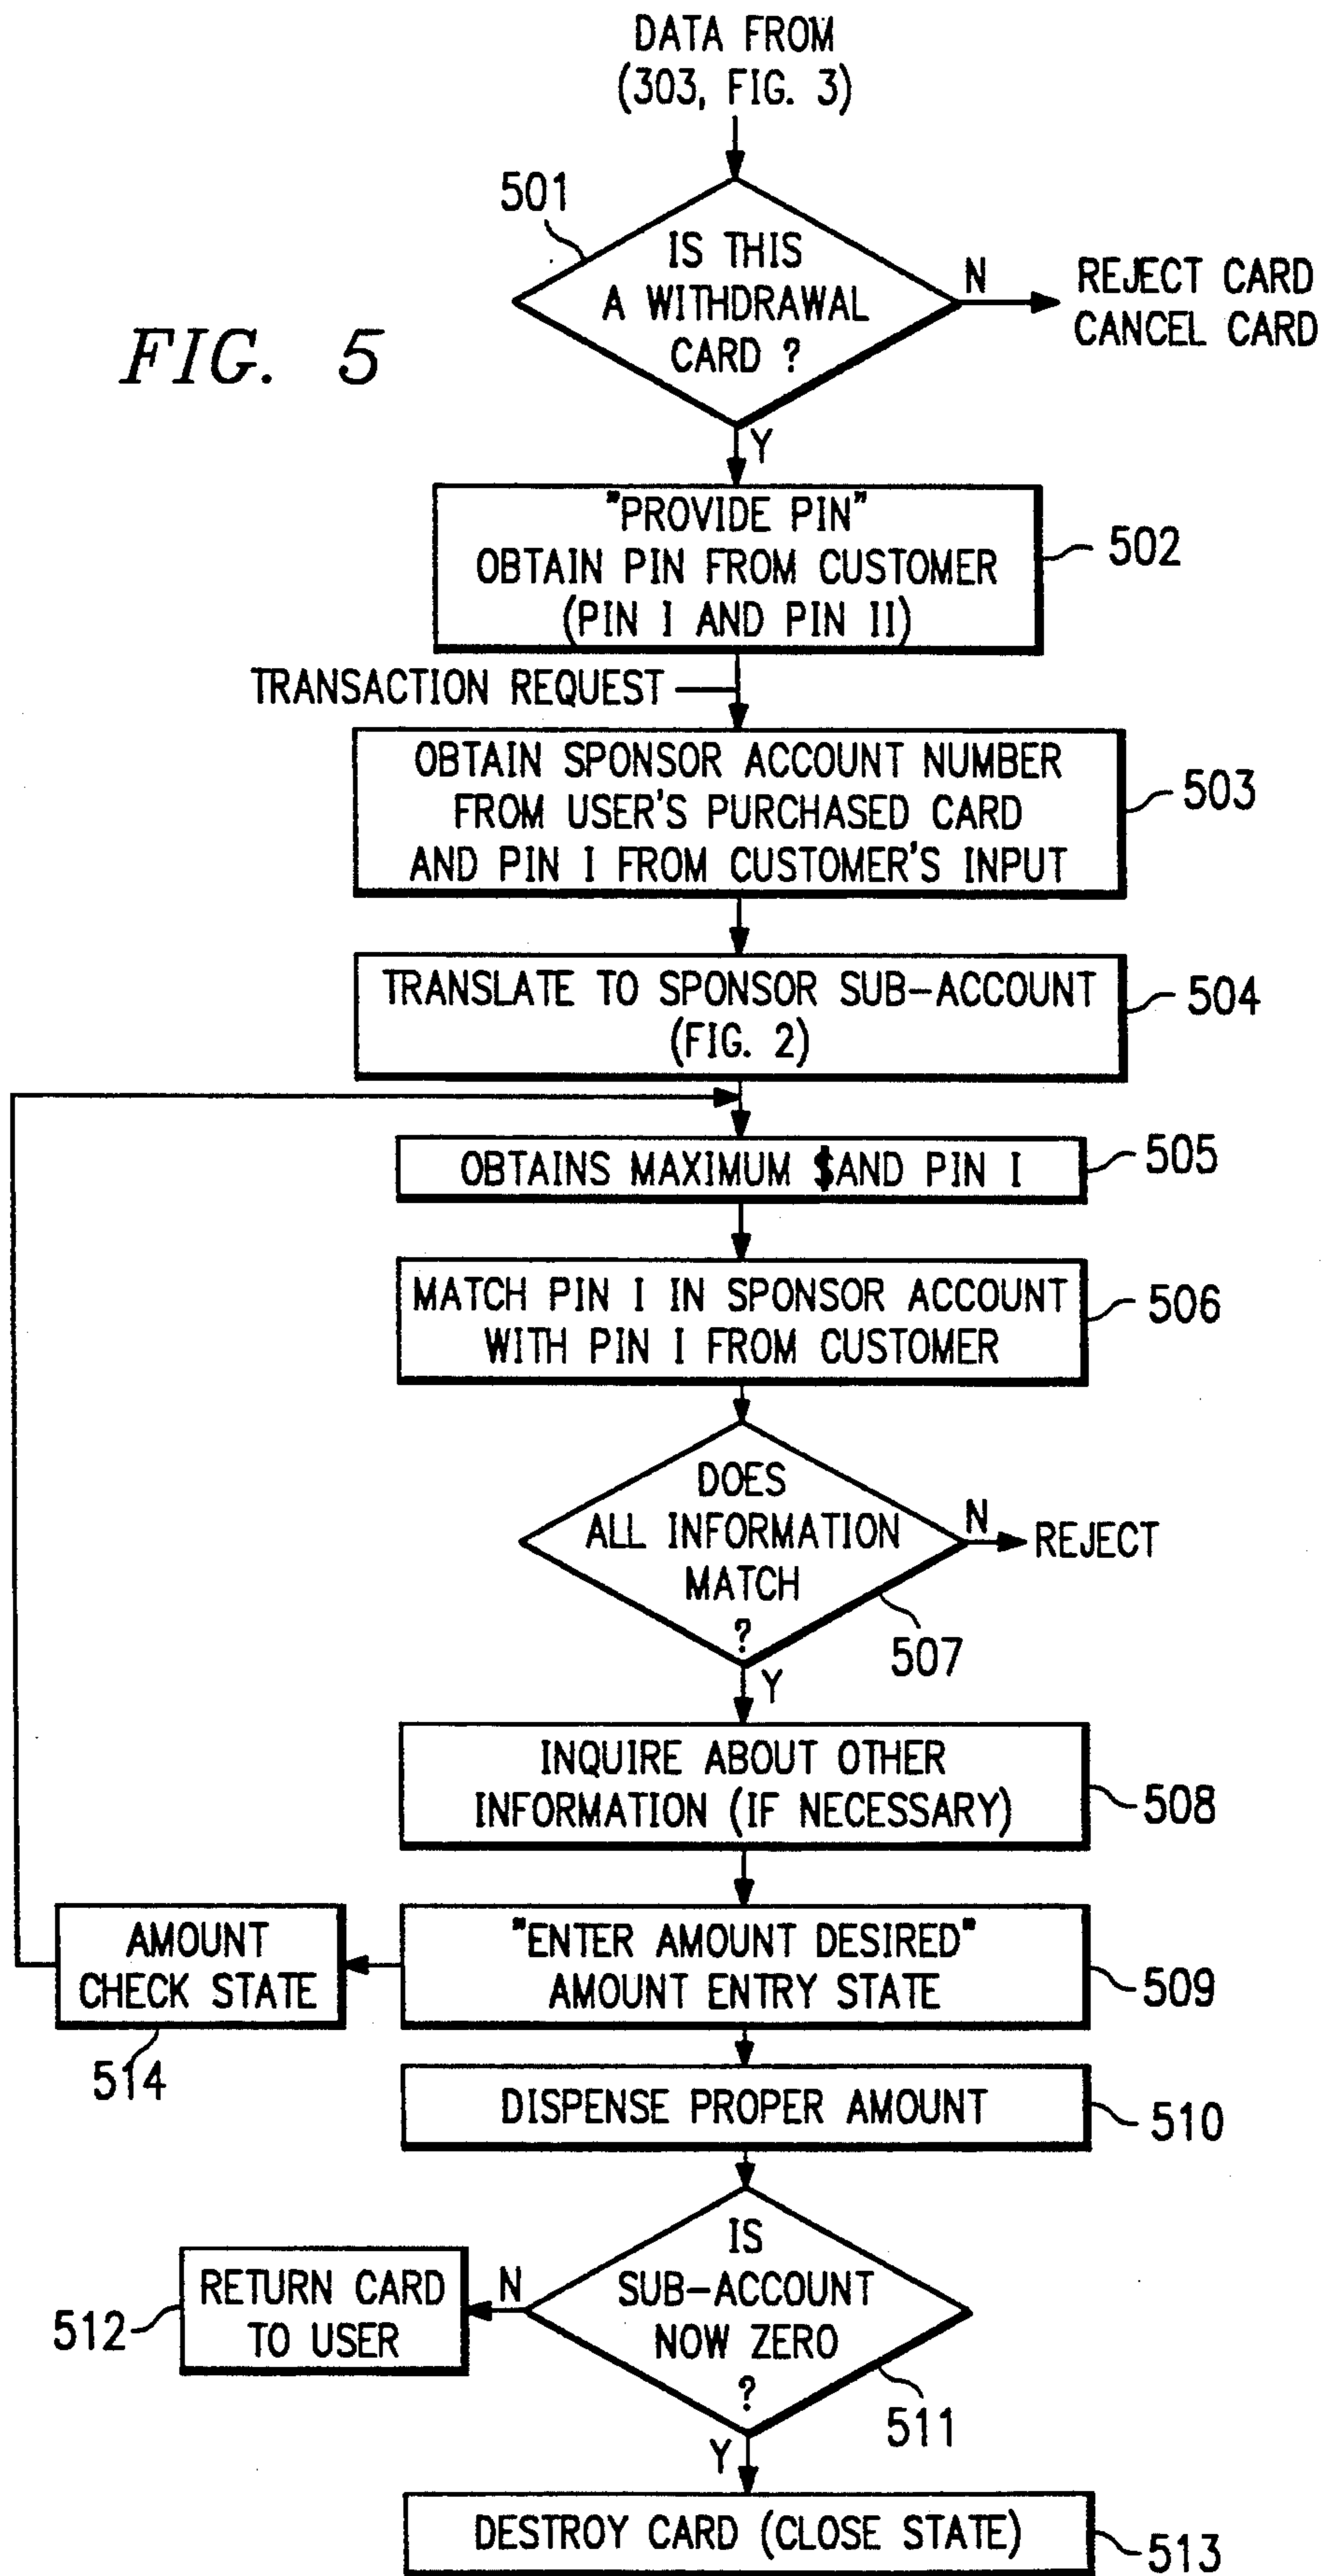 DATA FROM
(303, FIG. 3)
501
IS THIS
A WITHDRAWAL
CARD ?
N
REJECT CARD
CANCEL CARD
FIG. 5
Y
"PROVIDE PIN"
OBTAIN PIN FROM CUSTOMER
(PIN I AND PIN II)
502
TRANSACTION REQUEST
OBTAIN SPONSOR ACCOUNT NUMBER
FROM USER'S PURCHASED CARD
AND PIN I FROM CUSTOMER'S INPUT
503
TRANSLATE TO SPONSOR SUB-ACCOUNT
(FIG. 2)
504
OBTAINS MAXIMUM $AND PIN I
505
MATCH PIN I IN SPONSOR ACCOUNT
WITH PIN I FROM CUSTOMER
506
DOES
ALL INFORMATION
MATCH
?
N
REJECT
507
Y
INQUIRE ABOUT OTHER
INFORMATION (IF NECESSARY)
508
AMOUNT
CHECK STATE
514
"ENTER AMOUNT DESIRED"
AMOUNT ENTRY STATE
509
DISPENSE PROPER AMOUNT
510
IS
SUB-ACCOUNT
NOW ZERO
?
511
N
RETURN CARD
TO USER
512
Y
DESTROY CARD (CLOSE STATE)
513